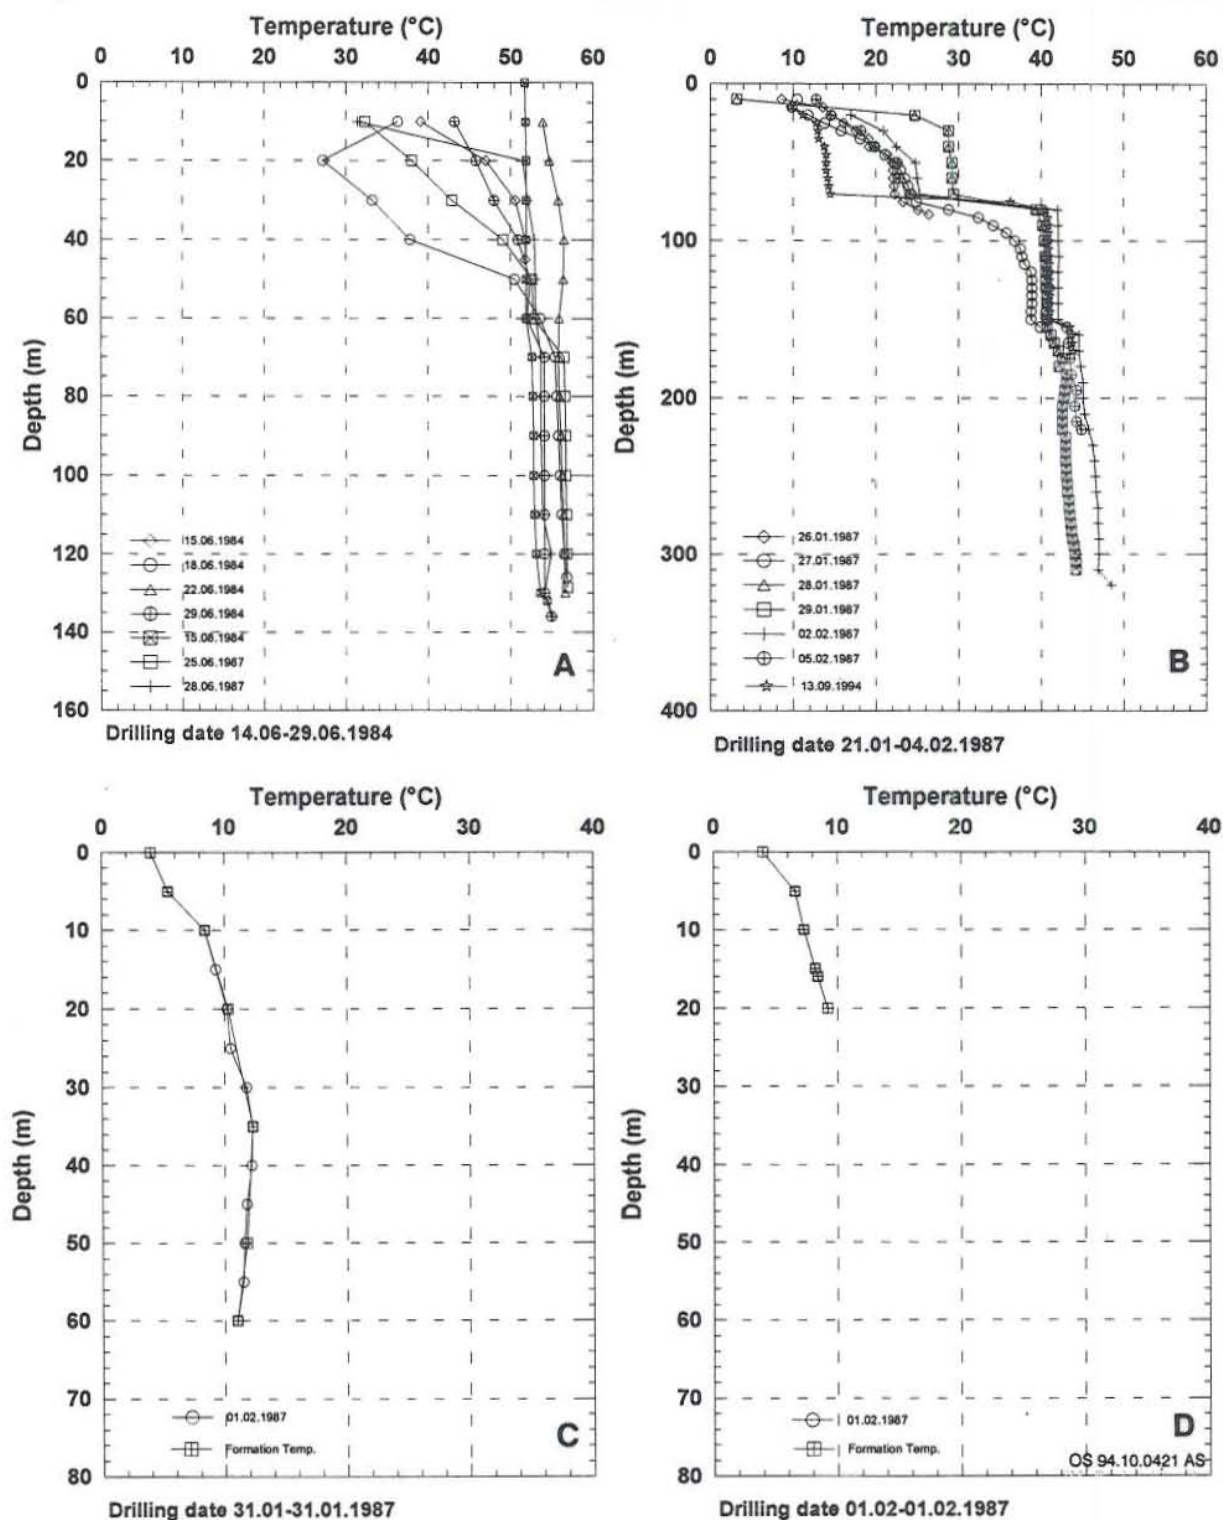 Temperature (°C)
0 10 20 30 40 50 60
Depth (m)
0
20
40
60
80
100
120
140
160
15.06.1984
18.06.1984
22.06.1984
29.06.1984
15.08.1984
25.06.1987
28.06.1987
A
Drilling date 14.06-29.06.1984
Temperature (°C)
0 10 20 30 40 50 60
Depth (m)
0
100
200
300
400
26.01.1987
27.01.1987
28.01.1987
29.01.1987
02.02.1987
05.02.1987
13.09.1994
B
Drilling date 21.01-04.02.1987
Temperature (°C)
0 10 20 30 40
Depth (m)
0
10
20
30
40
50
60
70
80
01.02.1987
Formation Temp.
C
Drilling date 31.01-31.01.1987
Temperature (°C)
0 10 20 30 40
Depth (m)
0
10
20
30
40
50
60
70
80
01.02.1987
Formation Temp.
D
OS 94.10.0421 AS
Drilling date 01.02-01.02.1987